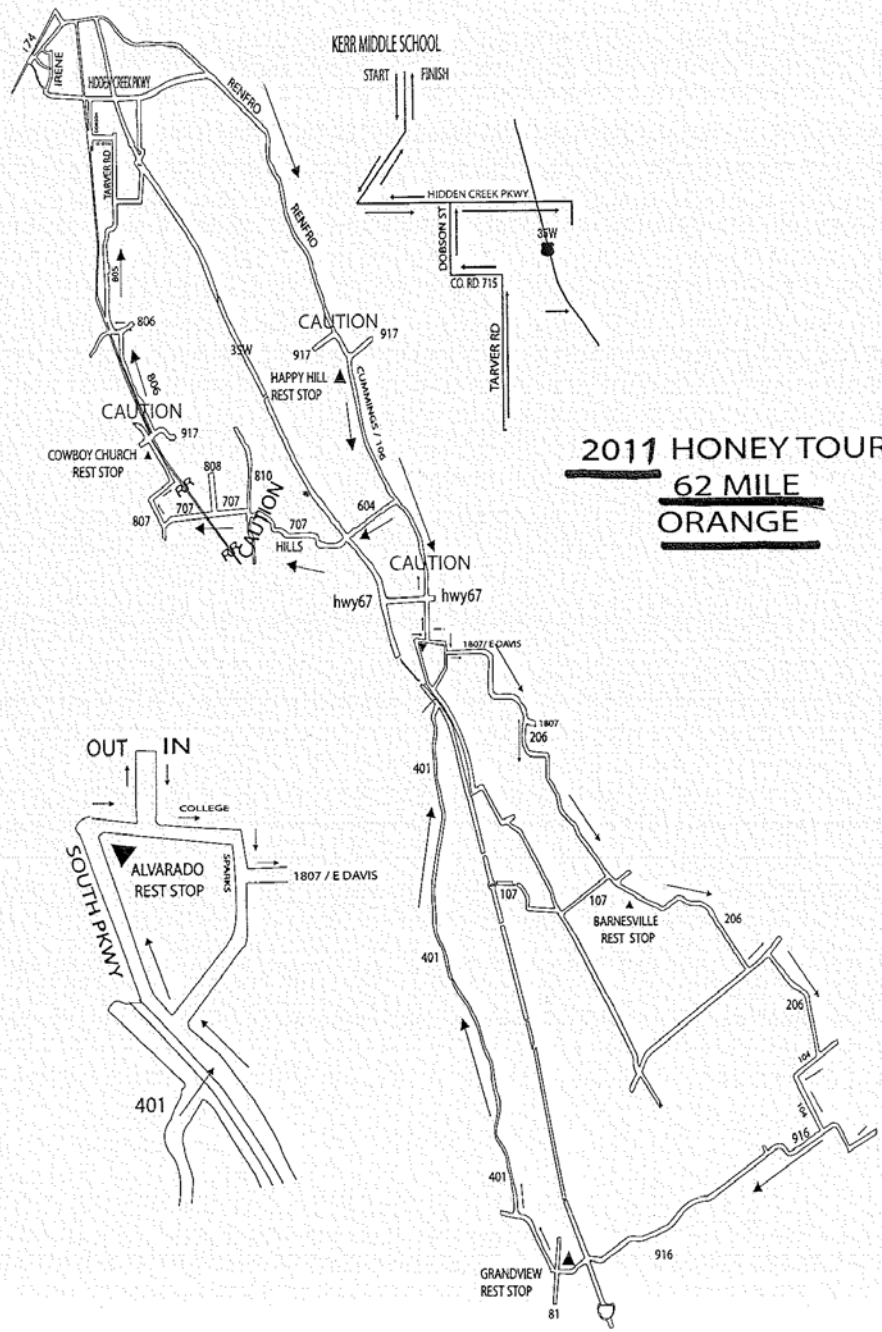 KERR MIDDLE SCHOOL
START
FINISH
174
IRENE
HIDDEN CREEK PKWY
RENFRO
TARVER RD
RENFRO
HIDDEN CREEK PKWY
DOBSON ST
35W
CO. RD. 715
TARVER RD
805
806
806
35W
CAUTION
917
917
HAPPY HILL
REST STOP
CUMMINGS / 106
CAUTION
917
COWBOY CHURCH
REST STOP
2011 HONEY TOUR
62 MILE
ORANGE
RR
808
810
CAUTION
707
707
807
RR
707
HILLS
604
CAUTION
hwy67
hwy67
1807/ E DAVIS
1807
206
401
OUT
IN
COLLEGE
SOUTH PKWY
ALVARADO
REST STOP
SPARKS
1807 / E DAVIS
401
107
107
BARNESVILLE
REST STOP
206
401
206
104
104
916
401
916
GRANDVIEW
REST STOP
81